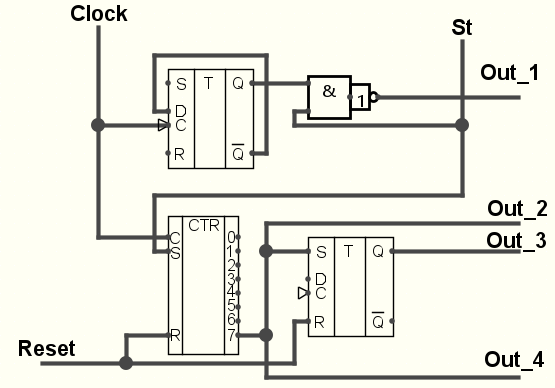 Clock
St
Out_1
S T Q
D
C
R Q
&
1
Out_2
CTR
Out_3
C 0
S 1
2
3
4
5
6
R 7
S T Q
D
C
R Q
Reset
Out_4